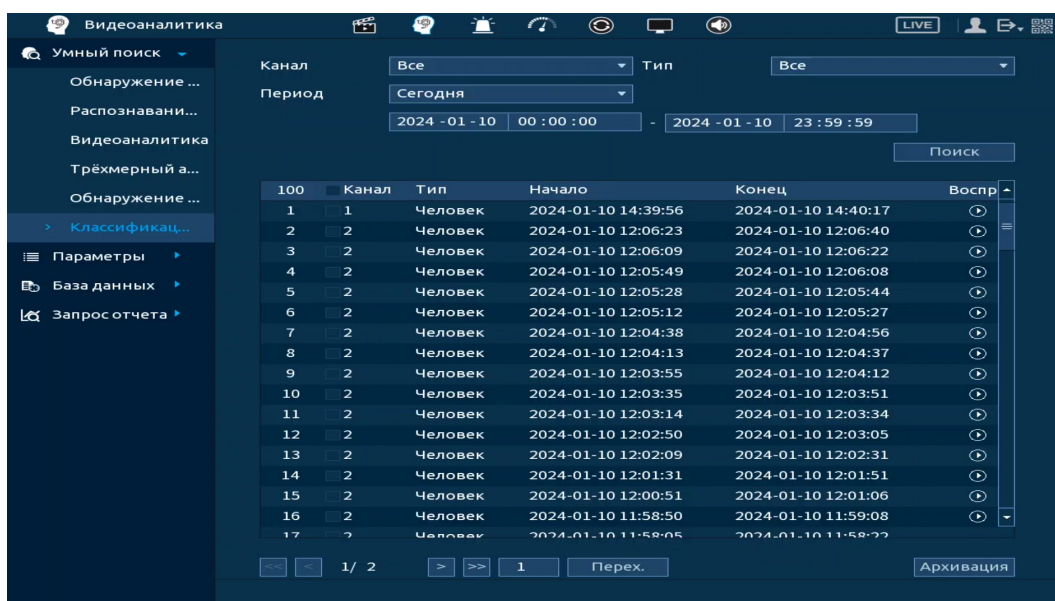 Видеоаналитика LIVE
Умный поиск
Обнаружение ...
Распознавани...
Видеоаналитика
Трёхмерный а...
Обнаружение ...
> Классификац...
Параметры
База данных
Запрос отчета
Канал Все Тип Все
Период Сегодня
2024 -01 -10 00 : 00 : 00 - 2024 -01 -10 23 : 59 : 59
Поиск
100 Канал Тип Начало Конец Воспр
1 1 Человек 2024-01-10 14:39:56 2024-01-10 14:40:17
2 2 Человек 2024-01-10 12:06:23 2024-01-10 12:06:40
3 2 Человек 2024-01-10 12:06:09 2024-01-10 12:06:22
4 2 Человек 2024-01-10 12:05:49 2024-01-10 12:06:08
5 2 Человек 2024-01-10 12:05:28 2024-01-10 12:05:44
6 2 Человек 2024-01-10 12:05:12 2024-01-10 12:05:27
7 2 Человек 2024-01-10 12:04:38 2024-01-10 12:04:56
8 2 Человек 2024-01-10 12:04:13 2024-01-10 12:04:37
9 2 Человек 2024-01-10 12:03:55 2024-01-10 12:04:12
10 2 Человек 2024-01-10 12:03:35 2024-01-10 12:03:51
11 2 Человек 2024-01-10 12:03:14 2024-01-10 12:03:34
12 2 Человек 2024-01-10 12:02:50 2024-01-10 12:03:05
13 2 Человек 2024-01-10 12:02:09 2024-01-10 12:02:31
14 2 Человек 2024-01-10 12:01:31 2024-01-10 12:01:51
15 2 Человек 2024-01-10 12:00:51 2024-01-10 12:01:06
16 2 Человек 2024-01-10 11:58:50 2024-01-10 11:59:08
17 2 Человек 2024-01-10 11:58:05 2024-01-10 11:58:22
<< < 1/ 2 > >> 1 Перех. Архивация